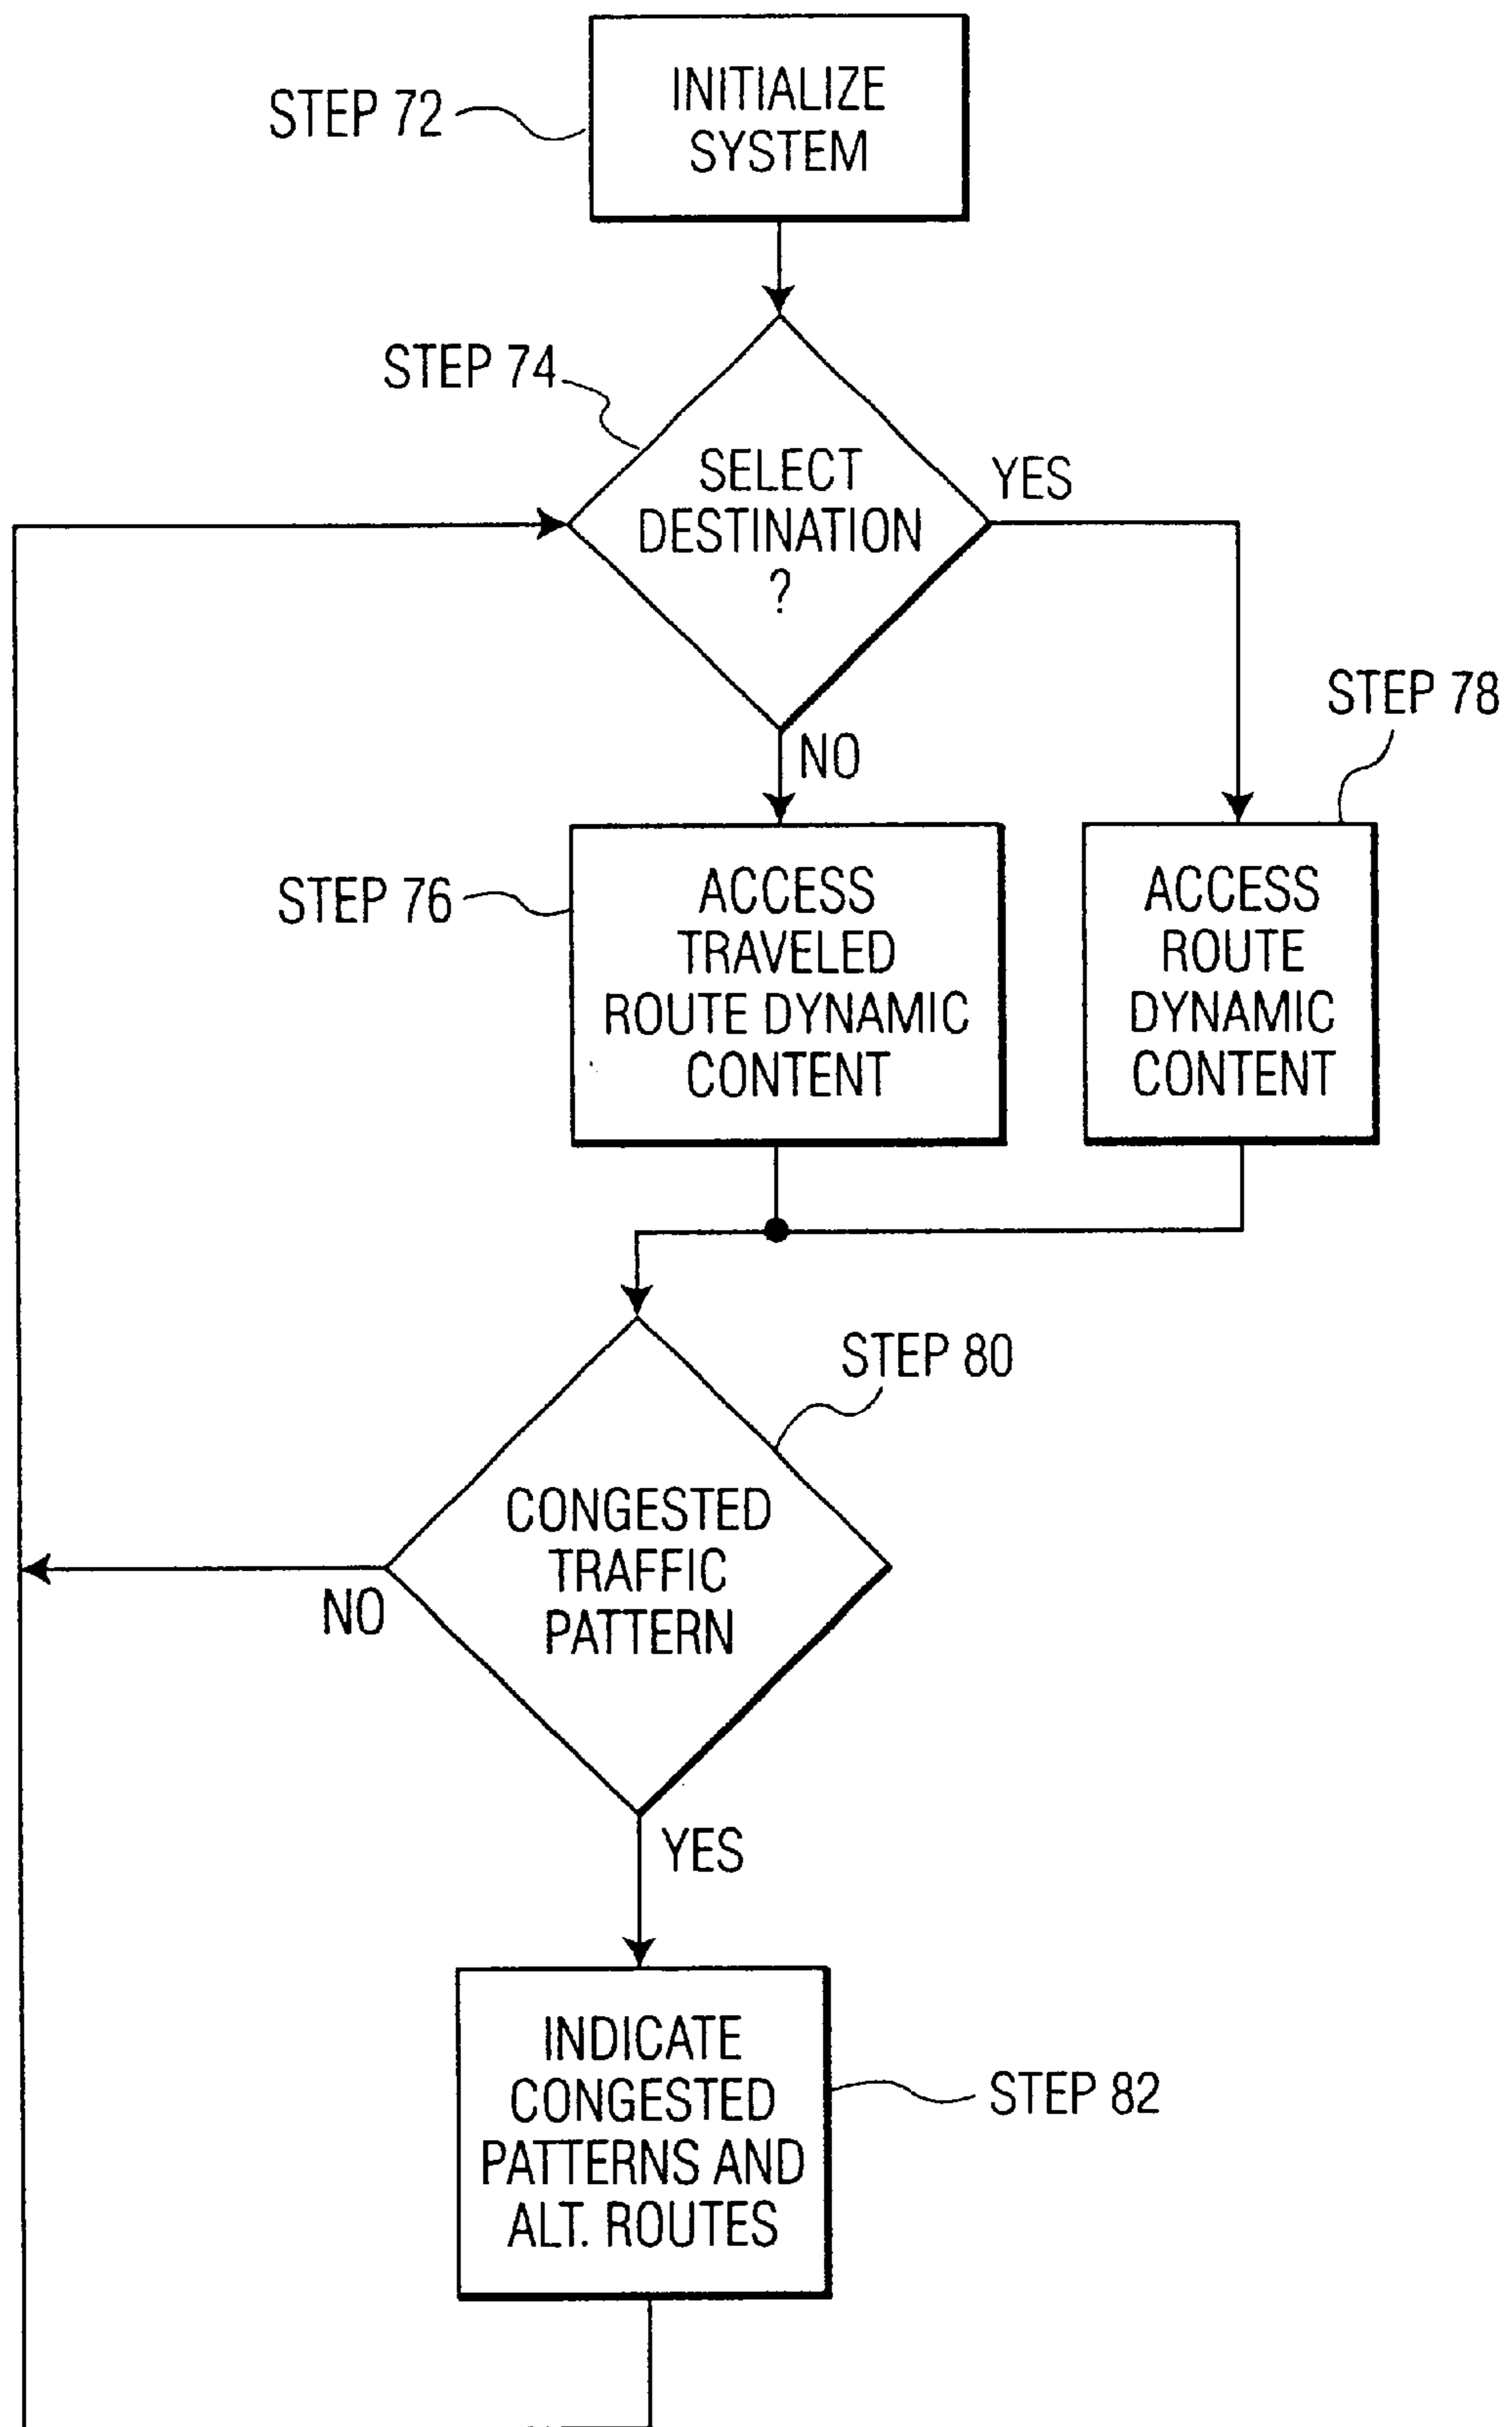 INITIALIZE
SYSTEM
STEP 72
STEP 74
SELECT
DESTINATION
?
YES
NO
STEP 78
STEP 76
ACCESS
TRAVELED
ROUTE DYNAMIC
CONTENT
ACCESS
ROUTE
DYNAMIC
CONTENT
STEP 80
CONGESTED
TRAFFIC
PATTERN
NO
YES
INDICATE
CONGESTED
PATTERNS AND
ALT. ROUTES
STEP 82